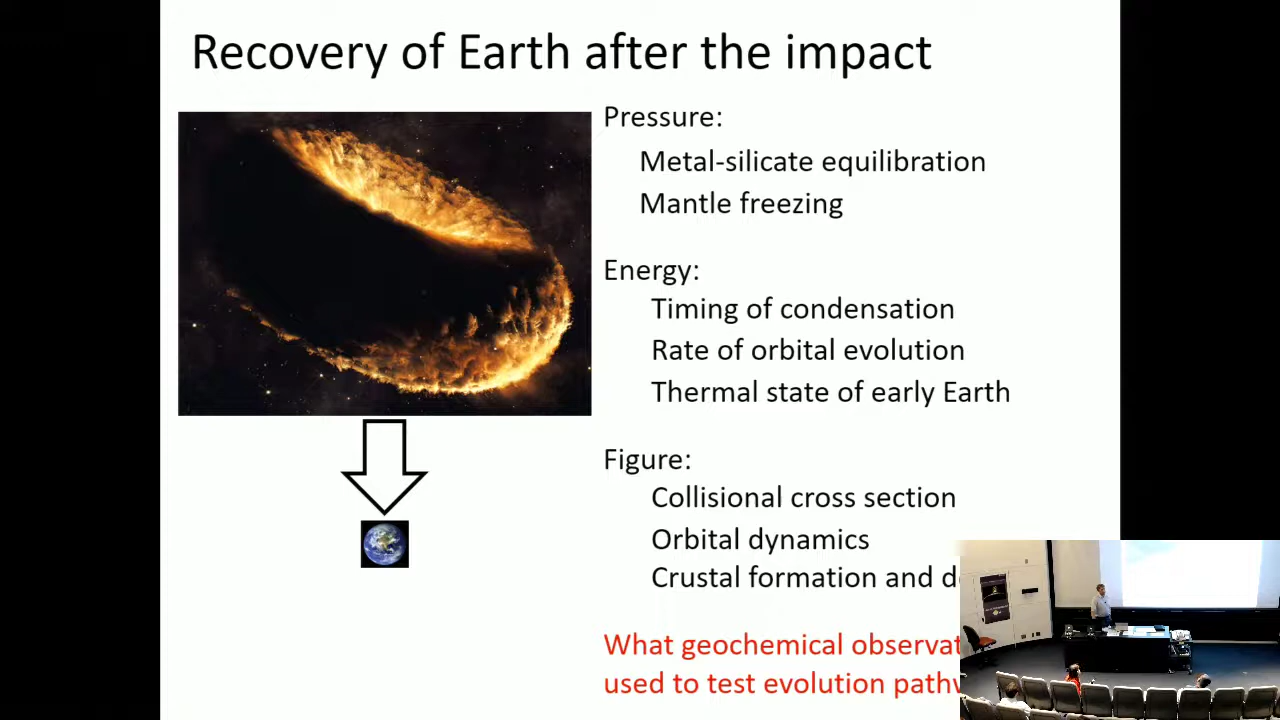 Recovery of Earth after the impact
Pressure:
Metal-silicate equilibration
Mantle freezing
Energy:
Timing of condensation
Rate of orbital evolution
Thermal state of early Earth
Figure:
Collisional cross section
Orbital dynamics
Crustal formation and
What geochemical
used to test evolution